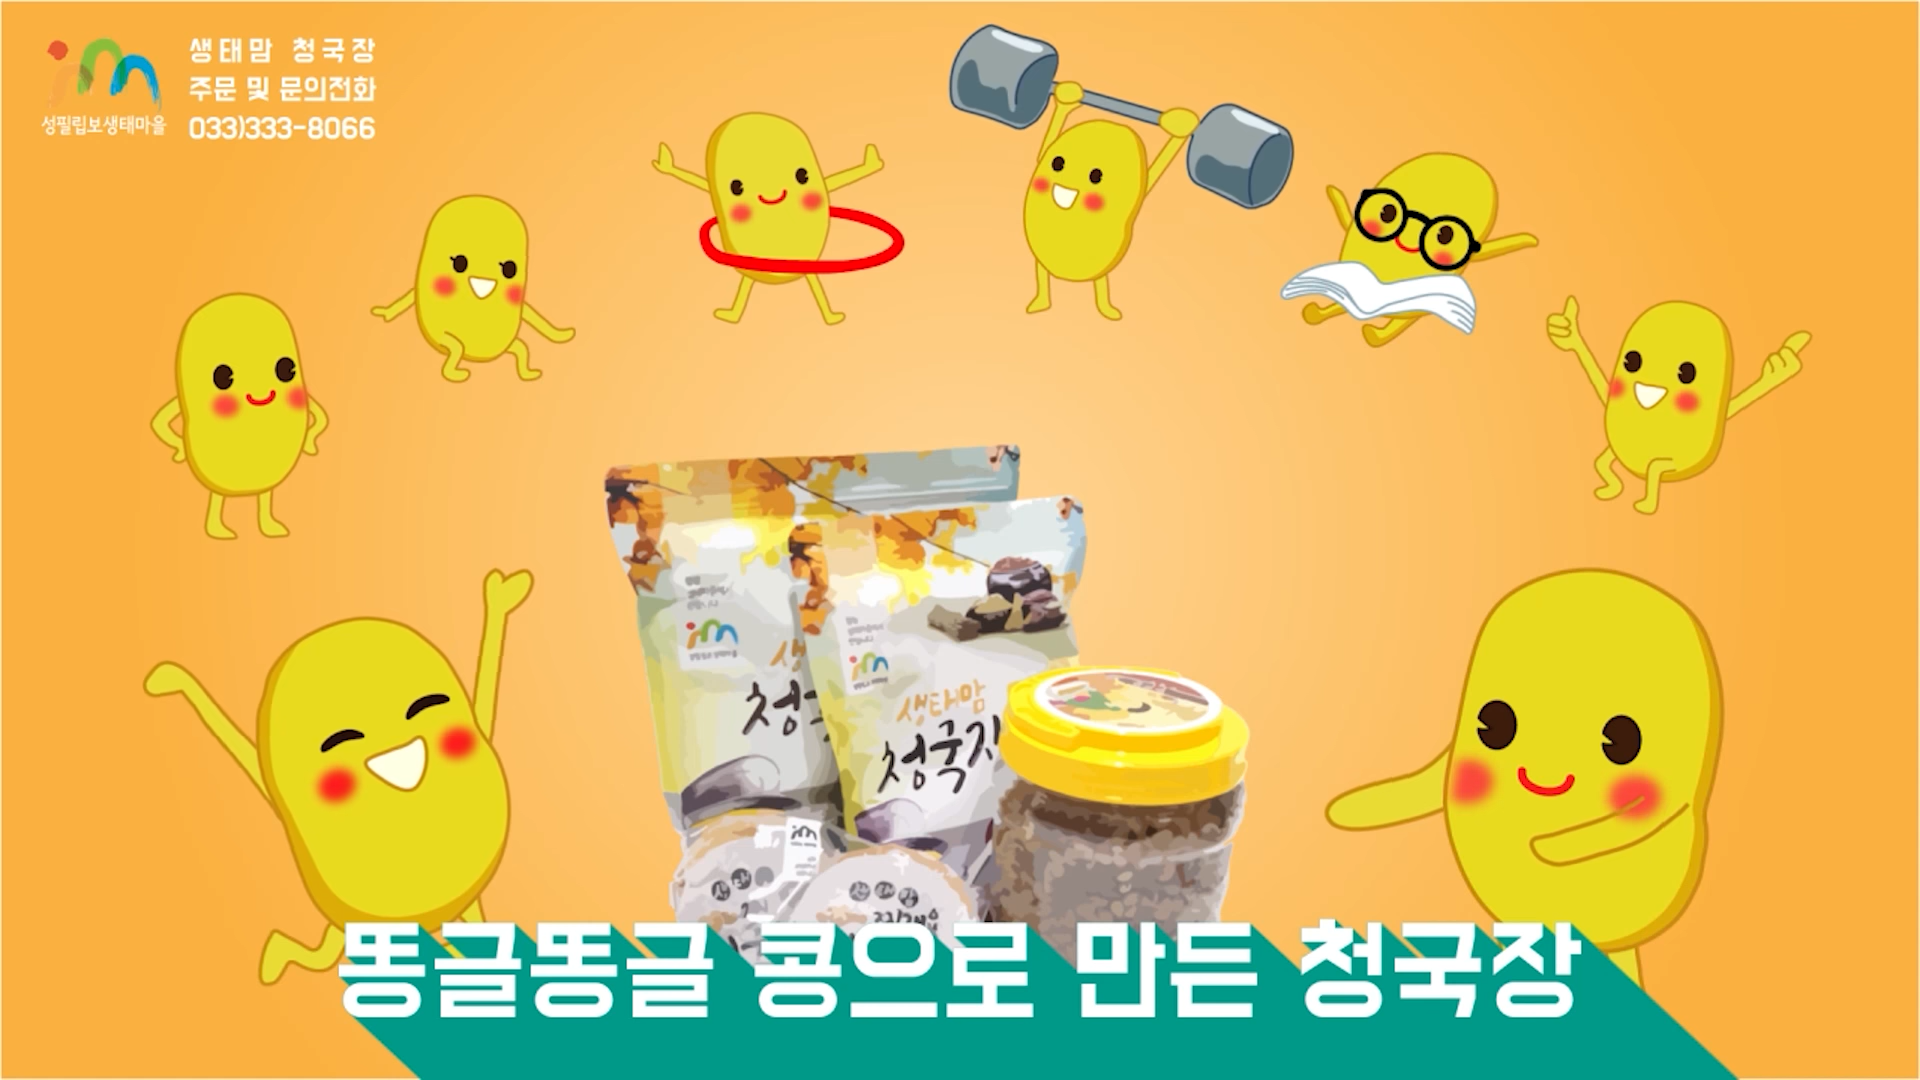 생태맘 청국장
주문 및 문의전화
033)333-8066
성필립보생태마을
생태맘
청국장
똥글똥글 콩으로 만든 청국장